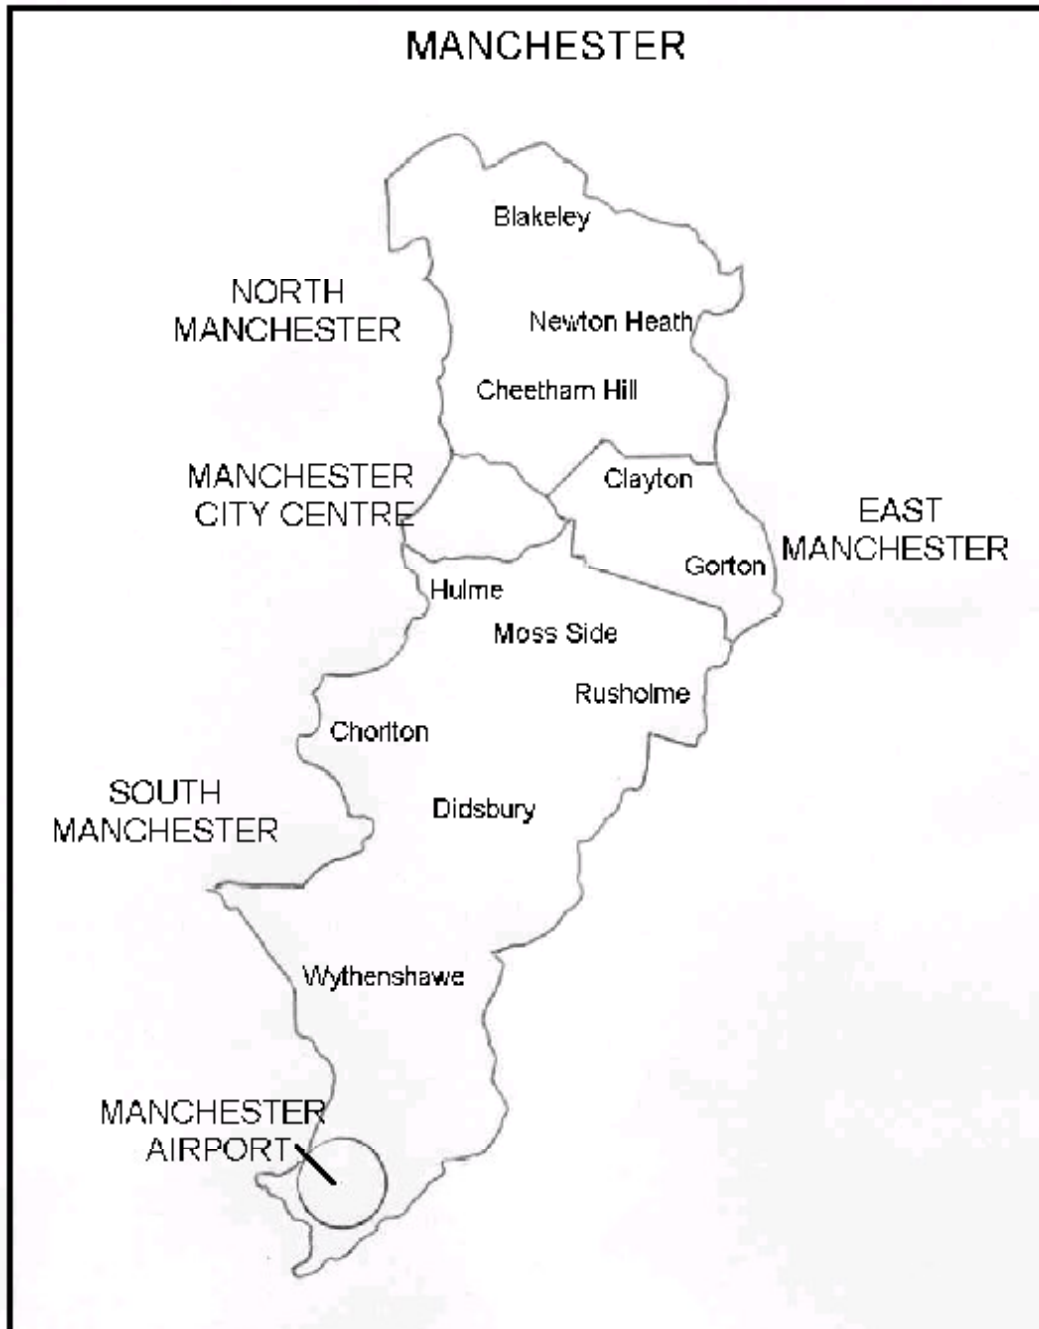 MANCHESTER
Blakeley
NORTH
MANCHESTER
Newton Heath
Cheetham Hill
MANCHESTER
CITY CENTRE
Clayton
EAST
MANCHESTER
Gorton
Hulme
Moss Side
Rusholme
Chorlton
SOUTH
MANCHESTER
Didsbury
Wythenshawe
MANCHESTER
AIRPORT